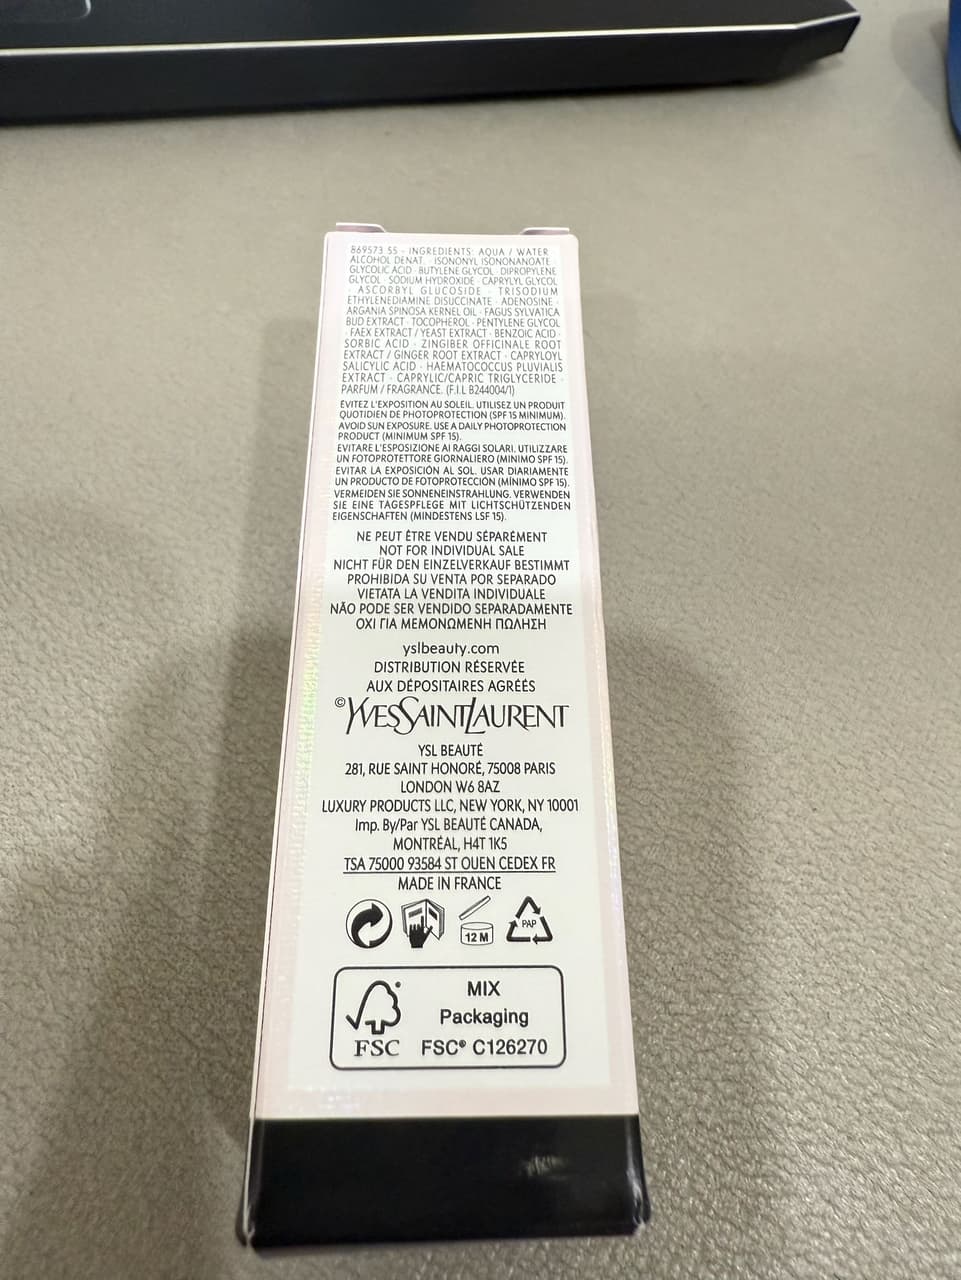 869573 55 - INGREDIENTS: AQUA / WATER
ALCOHOL DENAT. · ISONONYL ISONONANOATE
GLYCOLIC ACID · BUTYLENE GLYCOL · DIPROPYLENE
GLYCOL · SODIUM HYDROXIDE · CAPRYLYL GLYCOL
· ASCORBYL GLUCOSIDE · TRISODIUM
ETHYLENEDIAMINE DISUCCINATE · ADENOSINE ·
ARGANIA SPINOSA KERNEL OIL · FAGUS SYLVATICA
BUD EXTRACT · TOCOPHEROL · PENTYLENE GLYCOL
· FAEX EXTRACT / YEAST EXTRACT · BENZOIC ACID ·
SORBIC ACID · ZINGIBER OFFICINALE ROOT
EXTRACT / GINGER ROOT EXTRACT · CAPRYLOYL
SALICYLIC ACID · HAEMATOCOCCUS PLUVIALIS
EXTRACT · CAPRYLIC/CAPRIC TRIGLYCERIDE ·
PARFUM / FRAGRANCE. (F.I.L B244004/1)
ÉVITEZ L'EXPOSITION AU SOLEIL. UTILISEZ UN PRODUIT
QUOTIDIEN DE PHOTOPROTECTION (SPF 15 MINIMUM).
AVOID SUN EXPOSURE. USE A DAILY PHOTOPROTECTION
PRODUCT (MINIMUM SPF 15).
EVITARE L'ESPOSIZIONE AI RAGGI SOLARI. UTILIZZARE
UN FOTOPROTETTORE GIORNALIERO (MINIMO SPF 15).
EVITAR LA EXPOSICIÓN AL SOL. USAR DIARIAMENTE
UN PRODUCTO DE FOTOPROTECCIÓN (MÍNIMO SPF 15).
VERMEIDEN SIE SONNENEINSTRAHLUNG. VERWENDEN
SIE EINE TAGESPFLEGE MIT LICHTSCHÜTZENDEN
EIGENSCHAFTEN (MINDESTENS LSF 15).
NE PEUT ÊTRE VENDU SÉPARÉMENT
NOT FOR INDIVIDUAL SALE
NICHT FÜR DEN EINZELVERKAUF BESTIMMT
PROHIBIDA SU VENTA POR SEPARADO
VIETATA LA VENDITA INDIVIDUALE
NÃO PODE SER VENDIDO SEPARADAMENTE
ΟΧΙ ΓΙΑ ΜΕΜΟΝΩΜΕΝΗ ΠΩΛΗΣΗ
yslbeauty.com
DISTRIBUTION RÉSERVÉE
AUX DÉPOSITAIRES AGRÉÉS
©YVESSAINTLAURENT
YSL BEAUTÉ
281, RUE SAINT HONORÉ, 75008 PARIS
LONDON W6 8AZ
LUXURY PRODUCTS LLC, NEW YORK, NY 10001
Imp. By/Par YSL BEAUTÉ CANADA,
MONTRÉAL, H4T 1K5
TSA 75000 93584 ST OUEN CEDEX FR
MADE IN FRANCE
12 M
PAP
MIX
Packaging
FSC
FSC® C126270